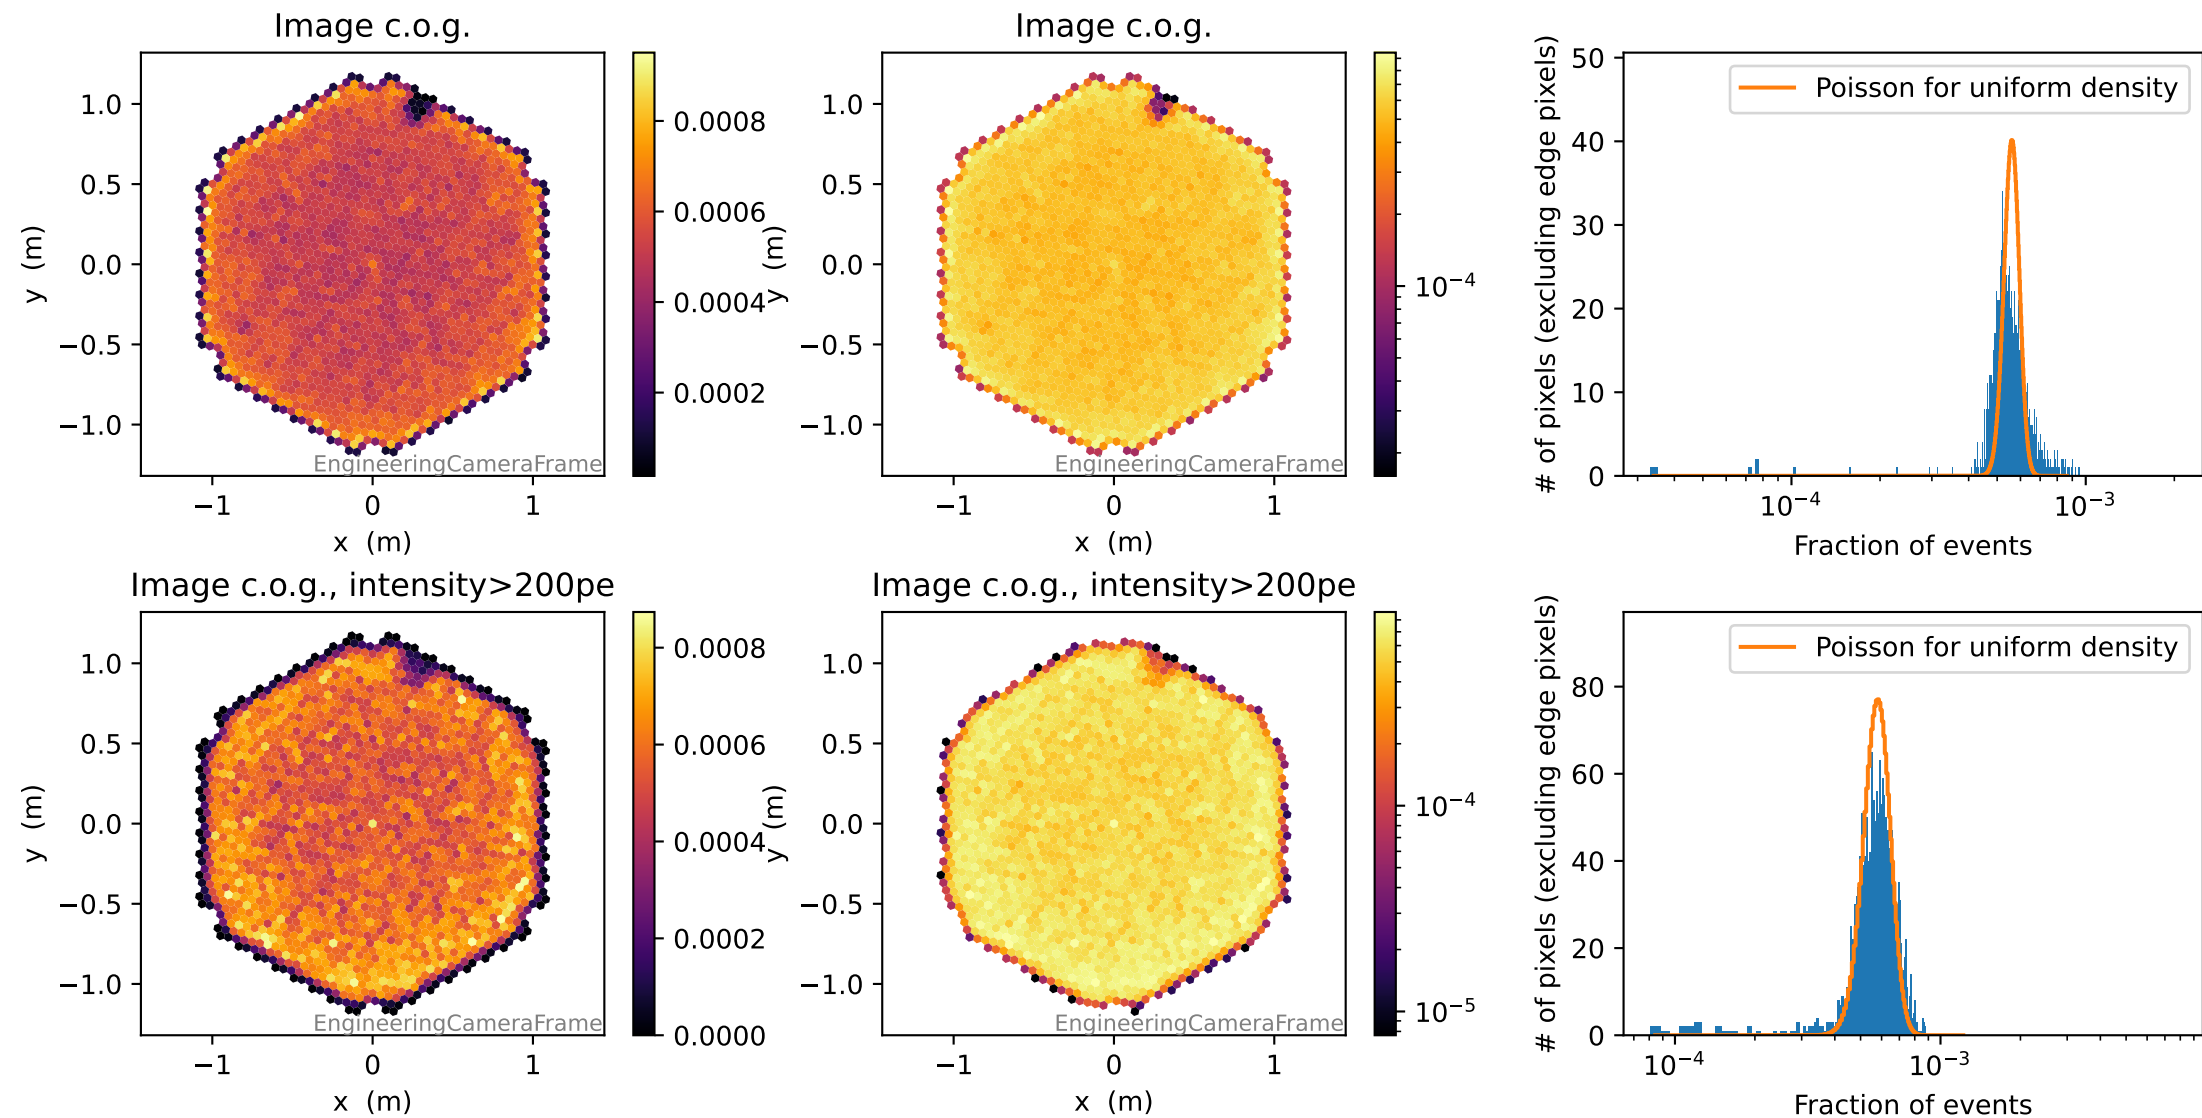 Image c.o.g.
1.0
0.5
0.0
−0.5
−1.0
y (m)
−1
0
1
x (m)
EngineeringCameraFrame
0.0008
0.0006
0.0004
0.0002
Image c.o.g.
1.0
0.5
0.0
−0.5
−1.0
y (m)
−1
0
1
x (m)
EngineeringCameraFrame
10−4
50
40
30
20
10
0
# of pixels (excluding edge pixels)
Poisson for uniform density
10−4
10−3
Fraction of events
Image c.o.g., intensity>200pe
1.0
0.5
0.0
−0.5
−1.0
y (m)
−1
0
1
x (m)
EngineeringCameraFrame
0.0008
0.0006
0.0004
0.0002
0.0000
Image c.o.g., intensity>200pe
1.0
0.5
0.0
−0.5
−1.0
y (m)
−1
0
1
x (m)
EngineeringCameraFrame
10−4
10−5
80
60
40
20
0
# of pixels (excluding edge pixels)
Poisson for uniform density
10−4
10−3
Fraction of events